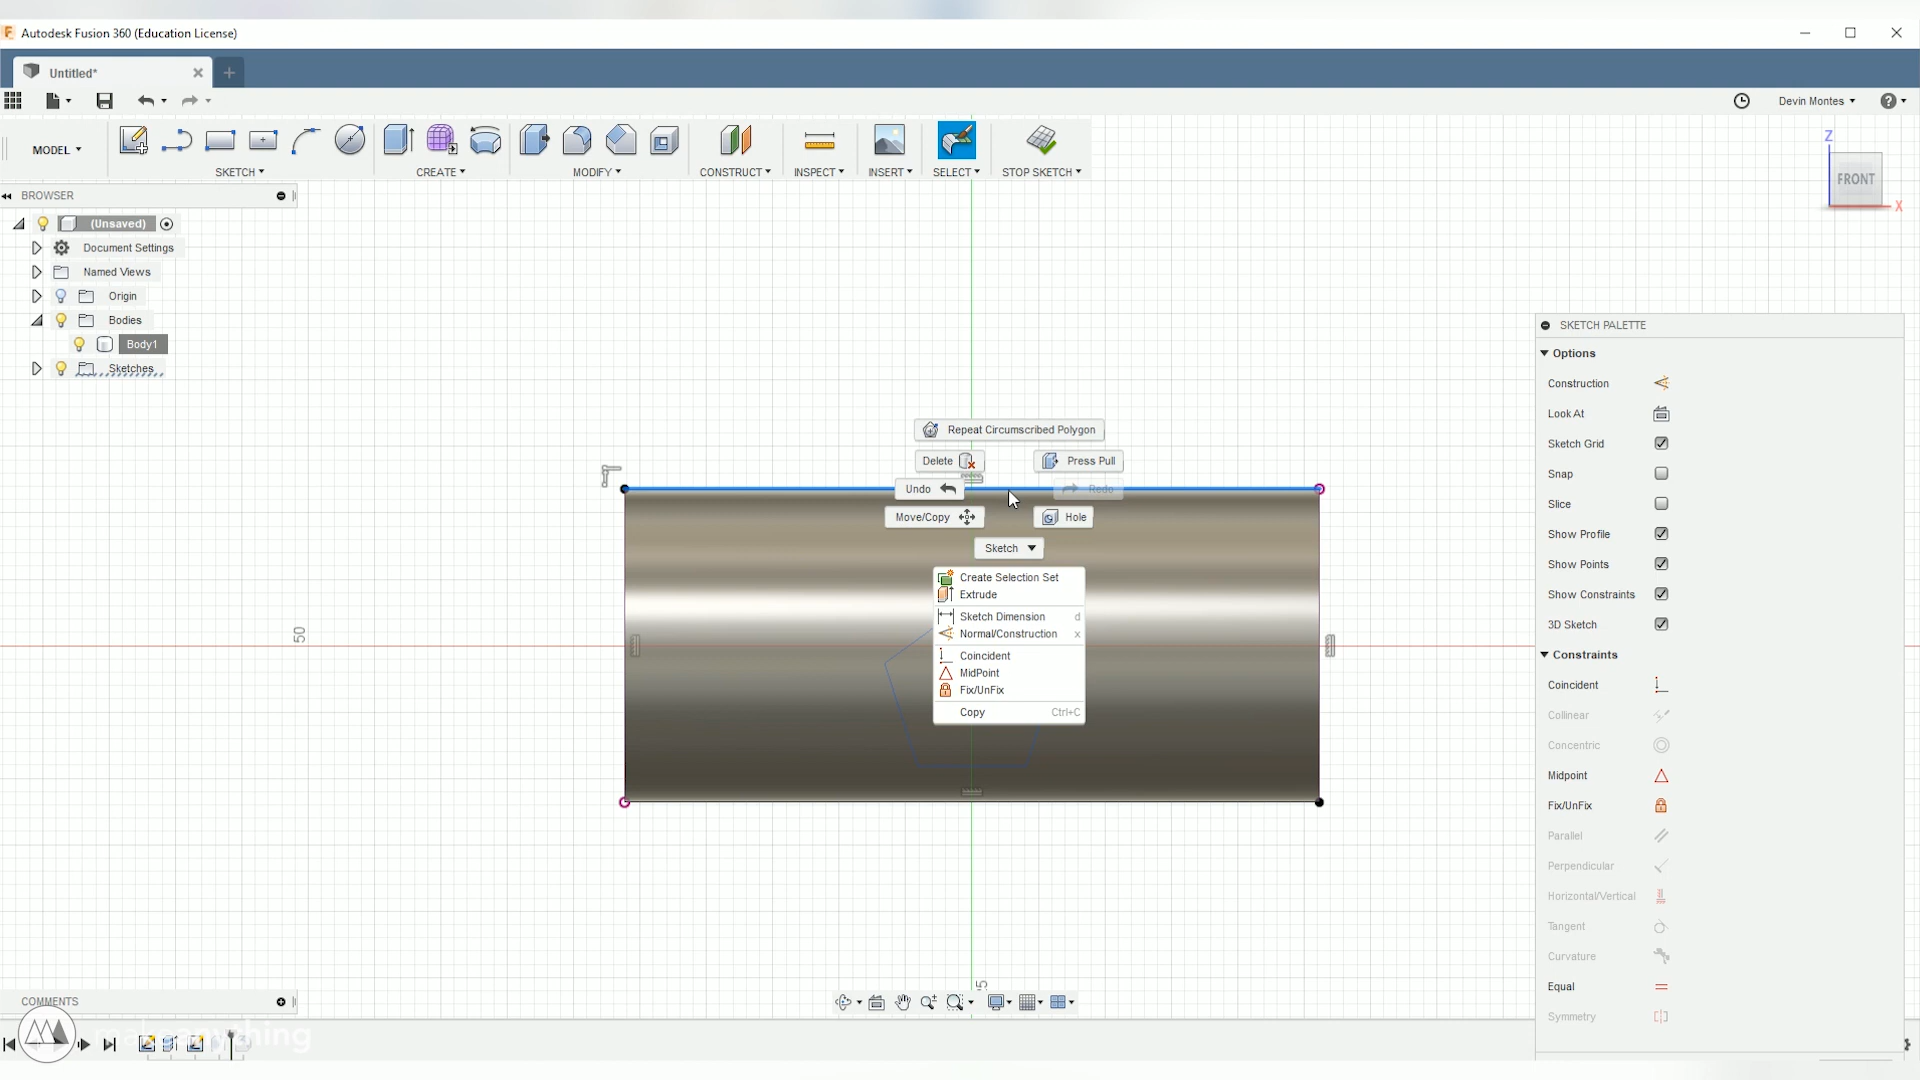 Autodesk Fusion 360 (Education License)
Untitled*
Devin Montes
MODEL
SKETCH
CREATE
MODIFY
CONSTRUCT
INSPECT
INSERT
SELECT
STOP SKETCH
Z
FRONT
X
BROWSER
(Unsaved)
Document Settings
Named Views
Origin
Bodies
Body1
Sketches
SKETCH PALETTE
Options
Construction
Look At
Sketch Grid
Snap
Slice
Show Profile
Show Points
Show Constraints
3D Sketch
Constraints
Coincident
Collinear
Concentric
Midpoint
Fix/UnFix
Parallel
Perpendicular
Horizontal/Vertical
Tangent
Curvature
Equal
Symmetry
Repeat Circumscribed Polygon
Delete
Press Pull
Undo
Redo
Move/Copy
Hole
Sketch
Create Selection Set
Extrude
Sketch Dimension d
Normal/Construction x
Coincident
MidPoint
Fix/UnFix
Copy Ctrl+C
50
COMMENTS
makeanything